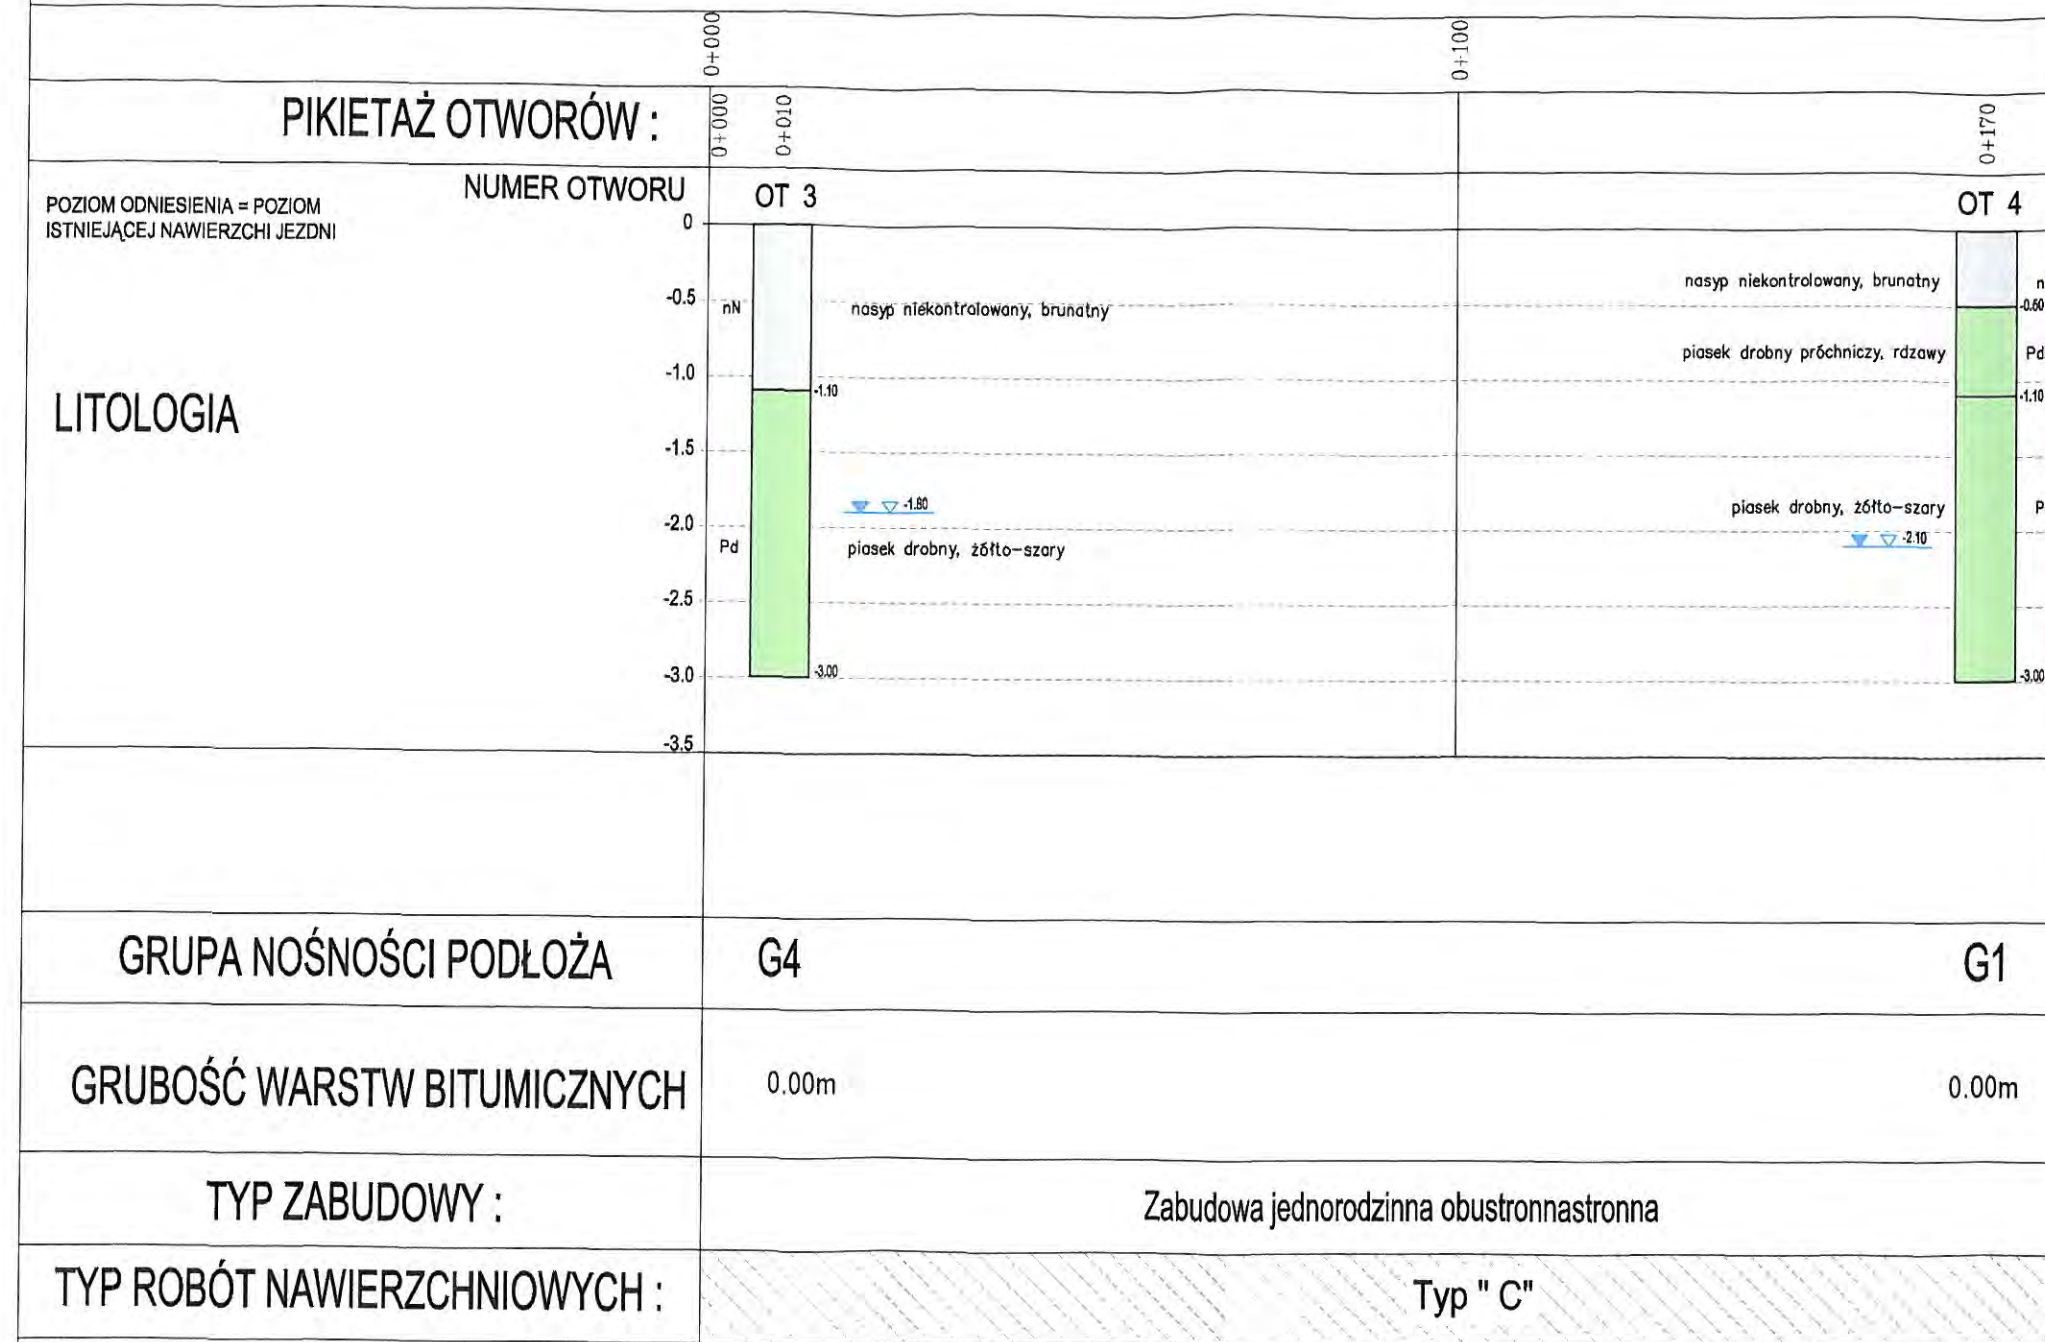 0+000 0+100
PIKIETAŻ OTWORÓW : 0+000 0+010 0+170
NUMER OTWORU OT 3 OT 4
POZIOM ODNIESIENIA = POZIOM
ISTNIEJĄCEJ NAWIERZCHI JEZDNI
0
nasyp niekontrolowany, brunatny n
-0.5 nN nasyp niekontrolowany, brunatny -0.60
piasek drobny próchniczy, rdzawy Pd
-1.0
-1.10 -1.10
LITOLOGIA
-1.5
-1.80 piasek drobny, żółto-szary P
-2.0
-2.10
Pd piasek drobny, żółto-szary
-2.5
-3.0 -3.00 -3.00
-3.5
GRUPA NOŚNOŚCI PODŁOŻA G4 G1
GRUBOŚĆ WARSTW BITUMICZNYCH 0.00m 0.00m
TYP ZABUDOWY : Zabudowa jednorodzinna obustronnastronna
TYP ROBÓT NAWIERZCHNIOWYCH : Typ " C"